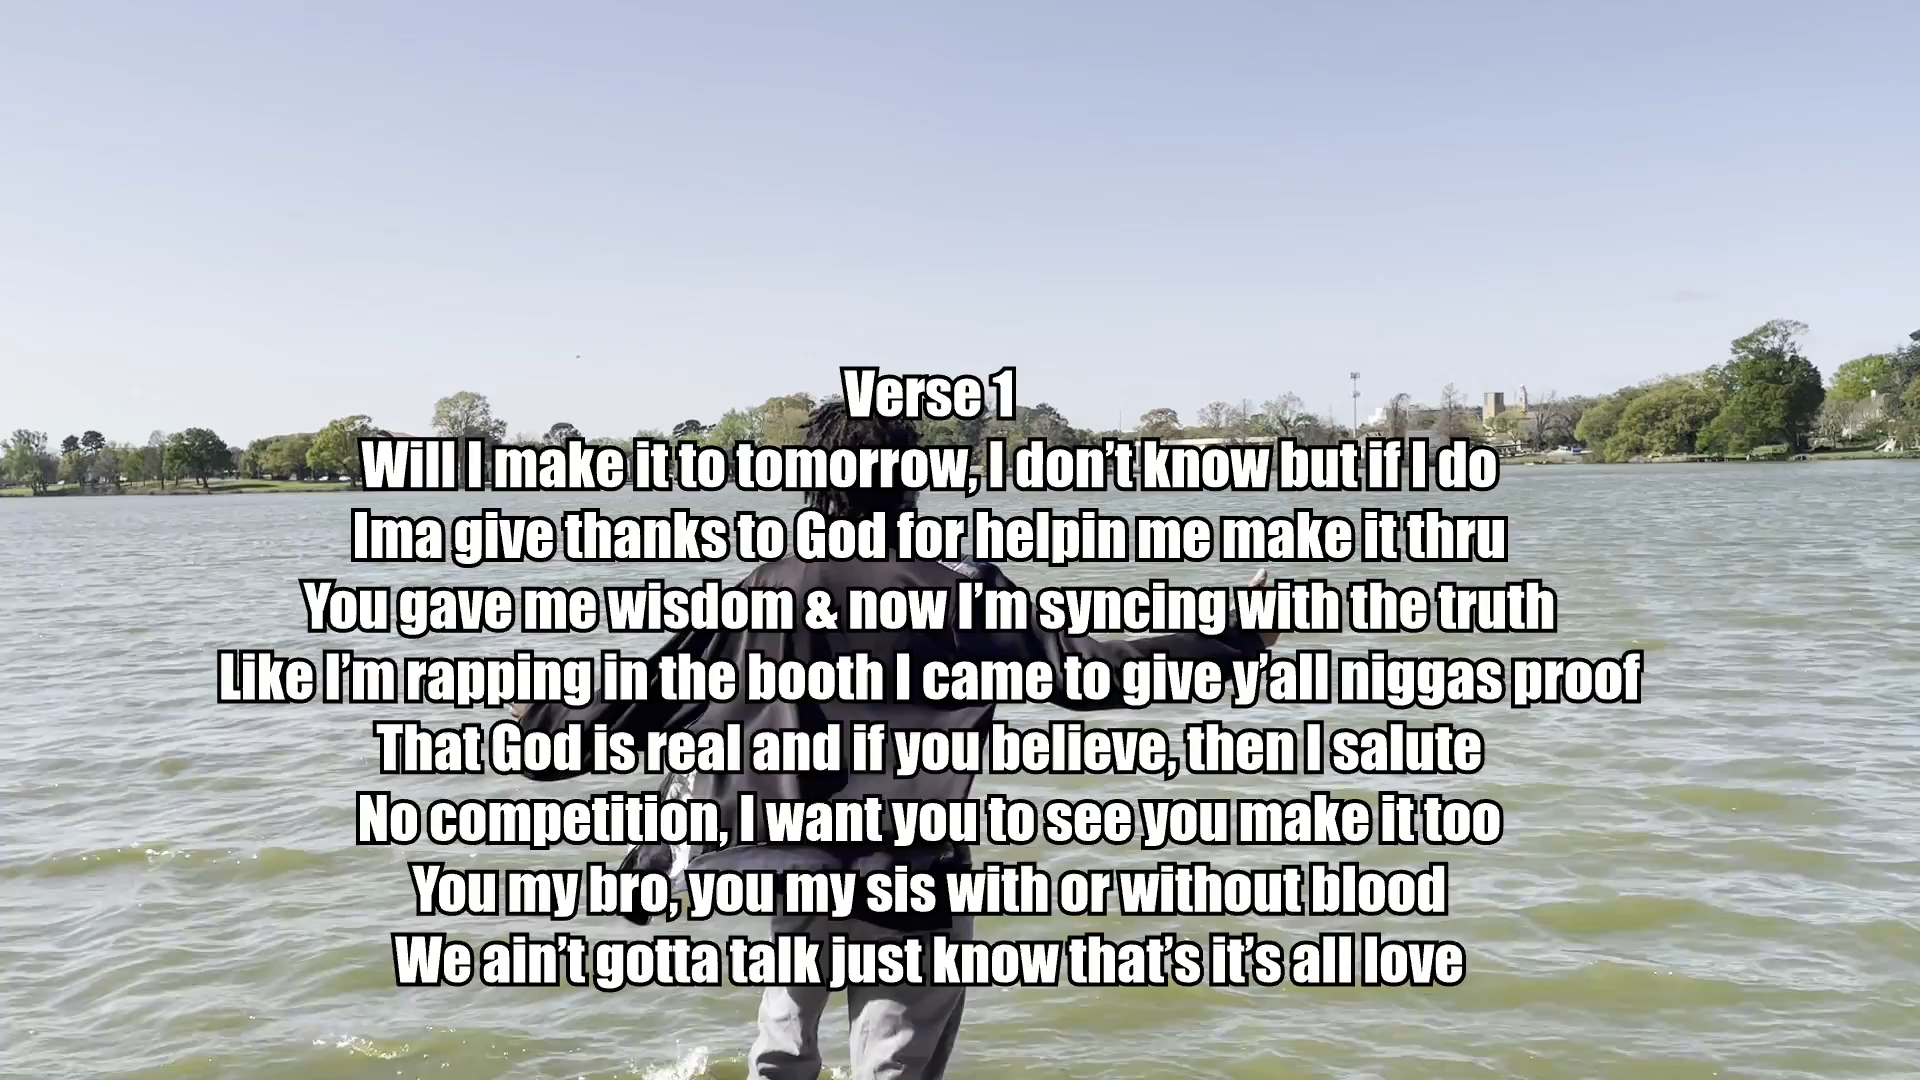 Verse 1
Will I make it to tomorrow, I don't know but if I do
Ima give thanks to God for helpin me make it thru
You gave me wisdom & now I'm syncing with the truth
Like I'm rapping in the booth I came to give y'all niggas proof
That God is real and if you believe, then I salute
No competition, I want you to see you make it too
You my bro, you my sis with or without blood
We ain't gotta talk just know that's it's all love